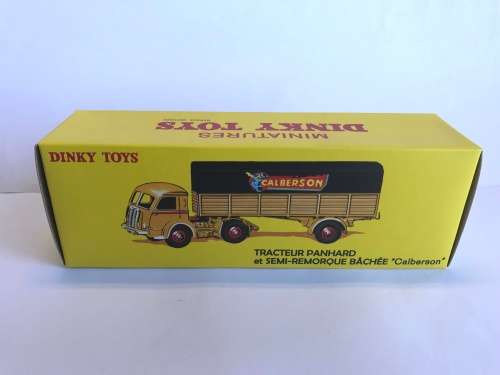 MINIATURES
DINKY TOYS
DINKY TOYS
CALBERSON
TRACTEUR PANHARD
et SEMI-REMORQUE BÂCHÉE "Calberson"